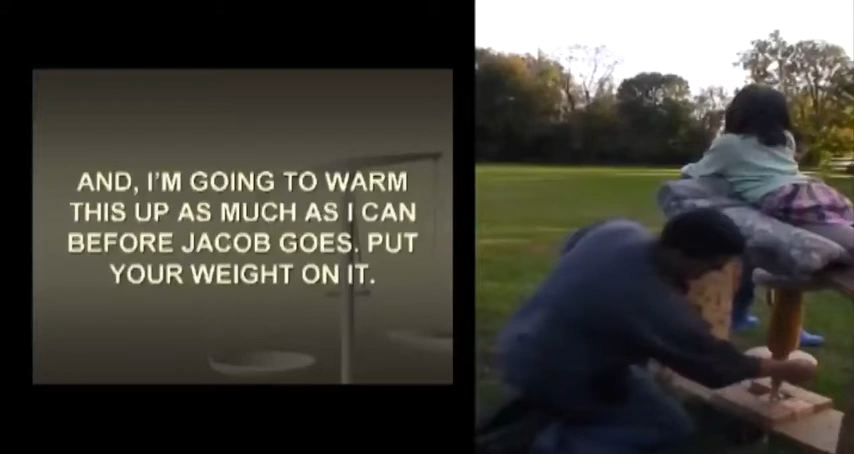 AND, I'M GOING TO WARM
THIS UP AS MUCH AS I CAN
BEFORE JACOB GOES. PUT
YOUR WEIGHT ON IT.